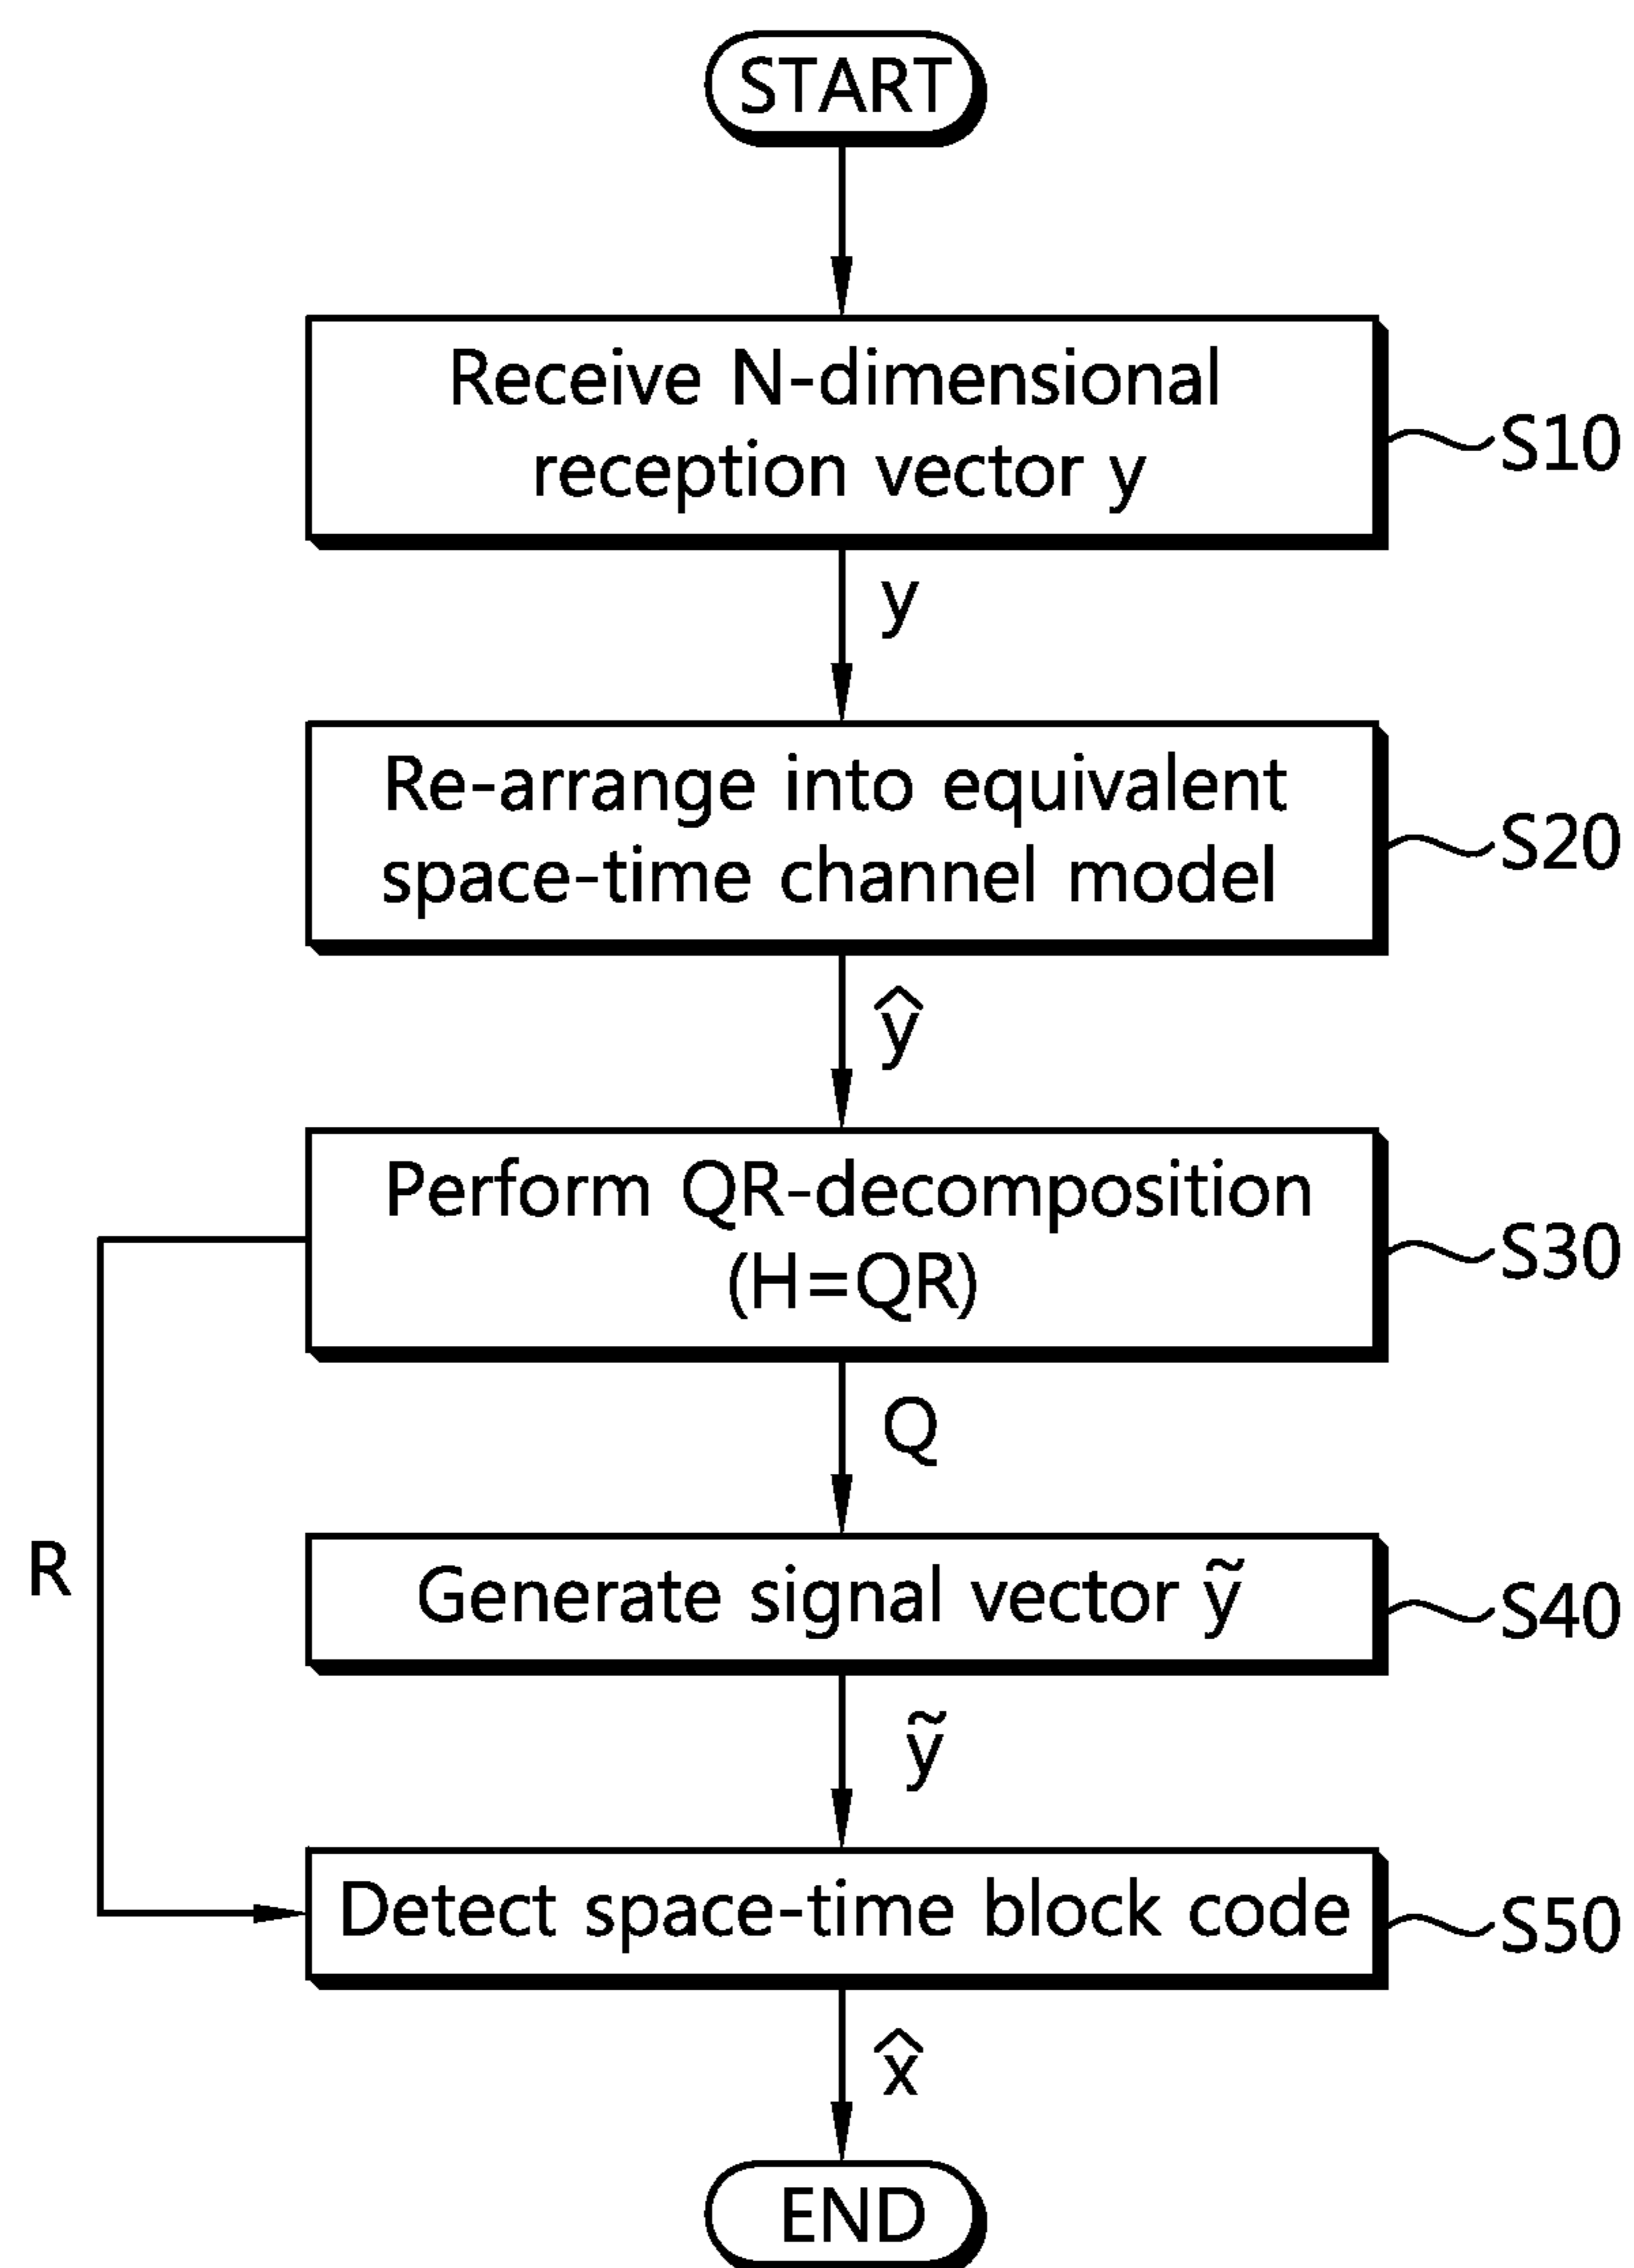 START
Receive N-dimensional
reception vector y
S10
y
Re-arrange into equivalent
space-time channel model
S20
ŷ
Perform QR-decomposition
(H=QR)
S30
Q
R
Generate signal vector ỹ
S40
ỹ
Detect space-time block code
S50
x̂
END